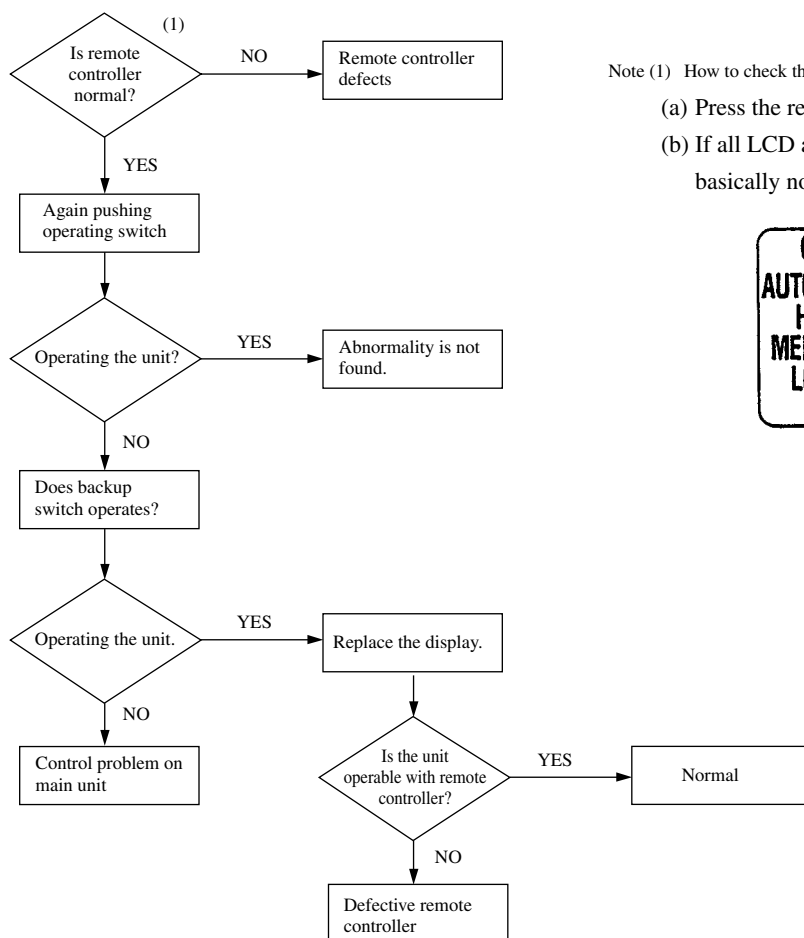 (1)
Is remote
controller
normal?
NO
Remote controller
defects
YES
Again pushing
operating switch
Operating the unit?
YES
Abnormality is not
found.
NO
Does backup
switch operates?
Operating the unit.
YES
Replace the display.
NO
Control problem on
main unit
Is the unit
operable with remote
controller?
YES
Normal
NO
Defective remote
controller
Note (1) How to check th
(a) Press the re
(b) If all LCD a
basically no